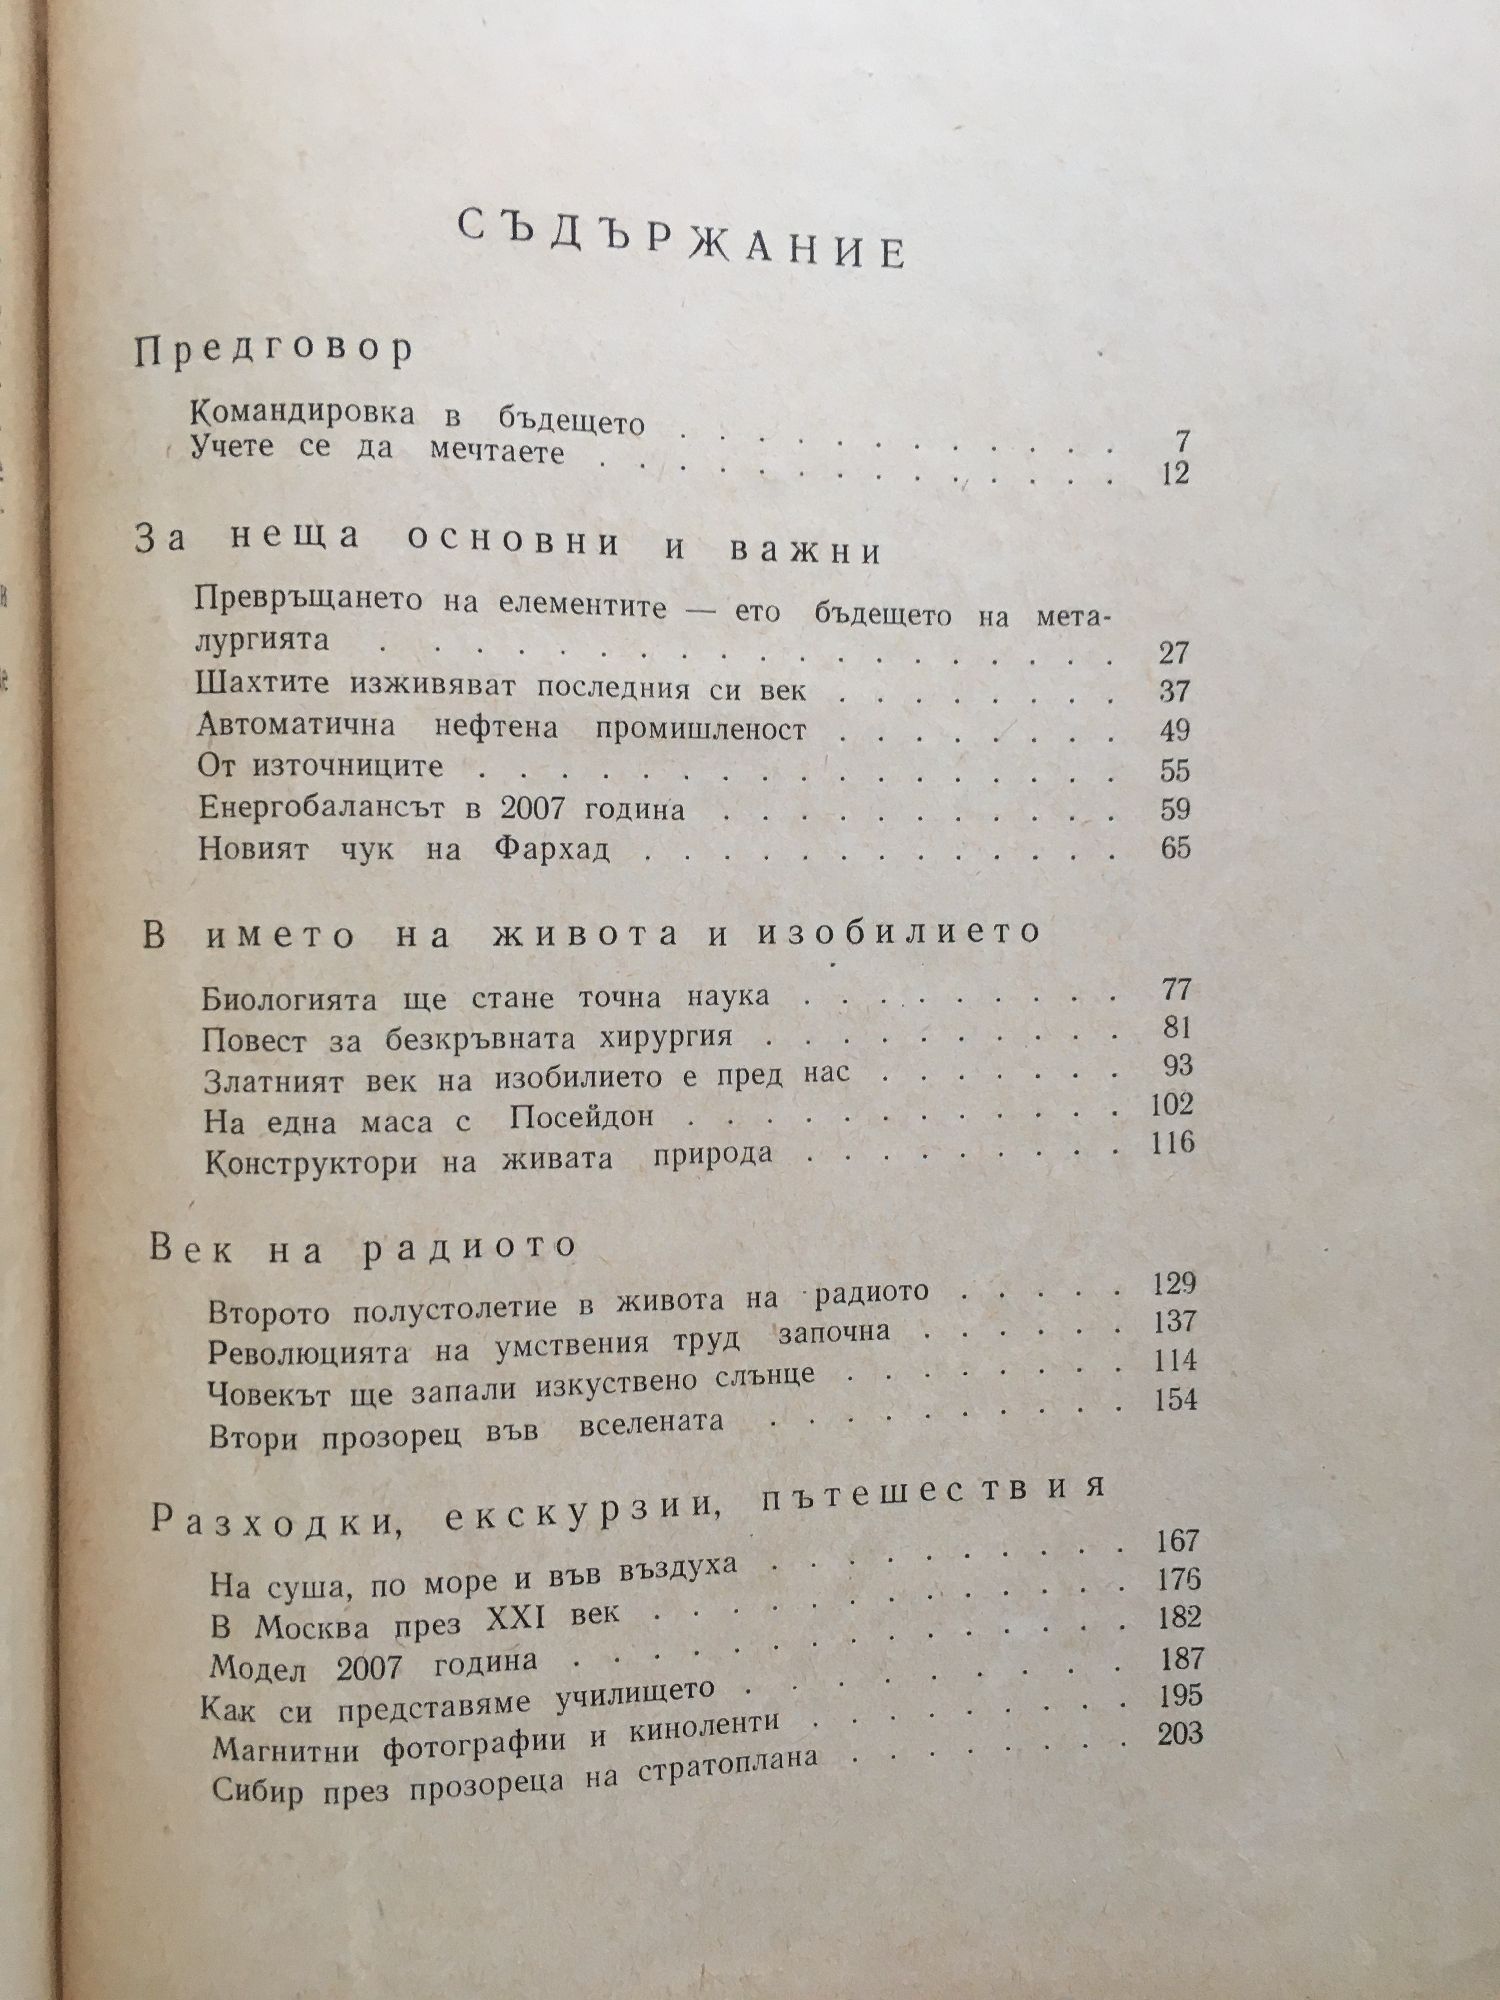 СЪДЪРЖАНИЕ
Предговор
Командировка в бъдещето . . . . . . . . . . . . 7
Учете се да мечтаете . . . . . . . . . . . . . . 12
За неща основни и важни
Превръщането на елементите — ето бъдещето на мета-
лургията . . . . . . . . . . . . . . . . . . . 27
Шахтите изживяват последния си век . . . . . . . . 37
Автоматична нефтена промишленост . . . . . . . . 49
От източниците . . . . . . . . . . . . . . . . . 55
Енергобалансът в 2007 година . . . . . . . . . . . 59
Новият чук на Фархад . . . . . . . . . . . . . 65
В името на живота и изобилието
Биологията ще стане точна наука . . . . . . . . . 77
Повест за безкръвната хирургия . . . . . . . . . . 81
Златният век на изобилието е пред нас . . . . . . . 93
На една маса с Посейдон . . . . . . . . . . . . 102
Конструктори на живата природа . . . . . . . . . 116
Век на радиото
Второто полустолетие в живота на радиото . . . . . 129
Революцията на умствения труд започна . . . . . . 137
Човекът ще запали изкуствено слънце . . . . . . . . 114
Втори прозорец във вселената . . . . . . . . . . 154
Разходки, екскурзии, пътешествия
На суша, по море и във въздуха . . . . . . . . . . 167
В Москва през XXI век . . . . . . . . . . . . . 176
Модел 2007 година . . . . . . . . . . . . . . . 182
Как си представяме училището . . . . . . . . . . 187
Магнитни фотографии и киноленти . . . . . . . . . 195
Сибир през прозореца на стратоплана . . . . . . . . 203